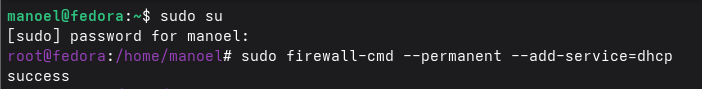 manoel@fedora:~$ sudo su
[sudo] password for manoel:
root@fedora:/home/manoel# sudo firewall-cmd --permanent --add-service=dhcp
success